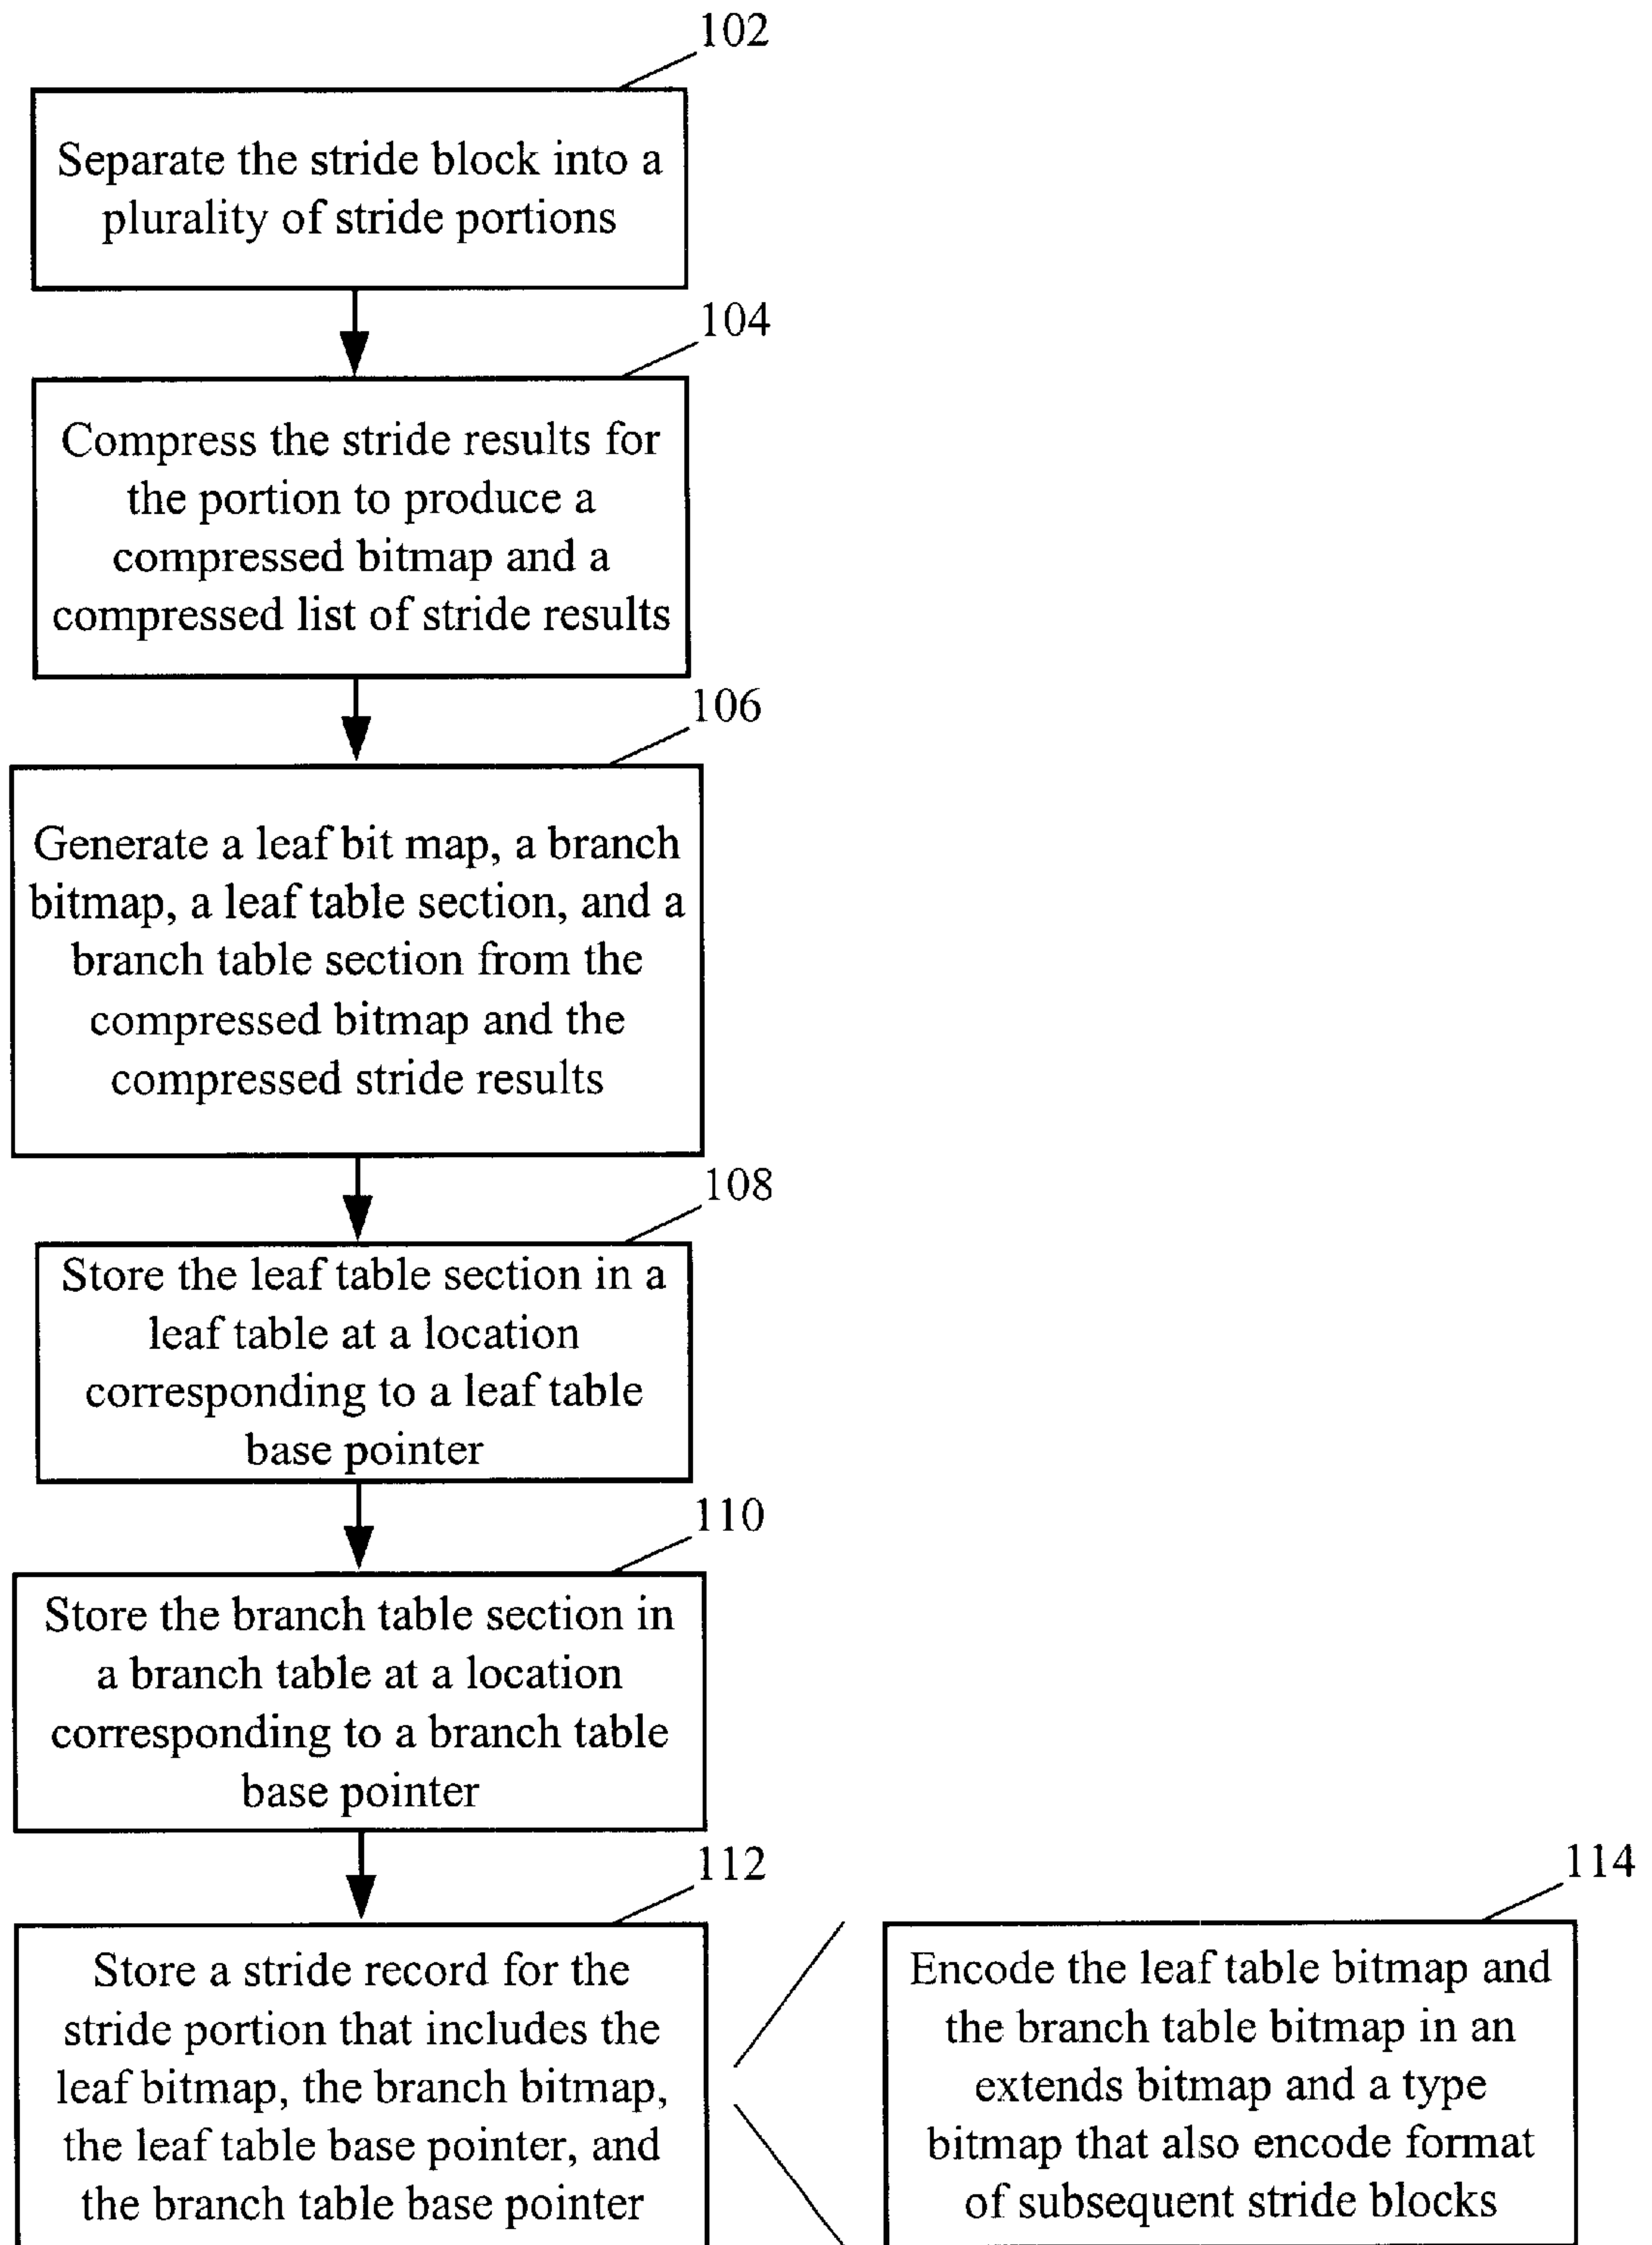 102
Separate the stride block into a
plurality of stride portions
104
Compress the stride results for
the portion to produce a
compressed bitmap and a
compressed list of stride results
106
Generate a leaf bit map, a branch
bitmap, a leaf table section, and a
branch table section from the
compressed bitmap and the
compressed stride results
108
Store the leaf table section in a
leaf table at a location
corresponding to a leaf table
base pointer
110
Store the branch table section in
a branch table at a location
corresponding to a branch table
base pointer
112
Store a stride record for the
stride portion that includes the
leaf bitmap, the branch bitmap,
the leaf table base pointer, and
the branch table base pointer
114
Encode the leaf table bitmap and
the branch table bitmap in an
extends bitmap and a type
bitmap that also encode format
of subsequent stride blocks